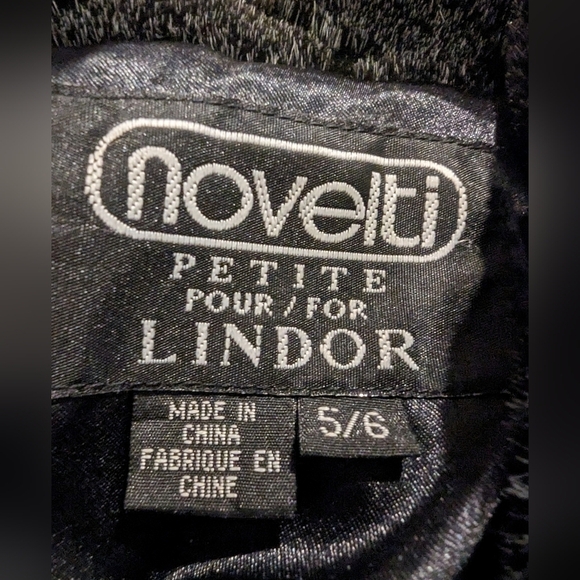 novelti
PETITE
POUR / FOR
LINDOR
MADE IN
CHINA
FABRIQUE EN
CHINE
5/6